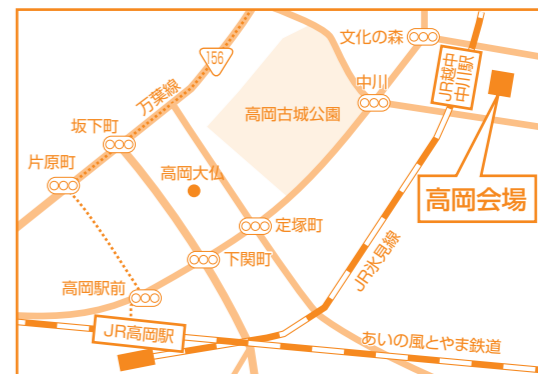 文化の森
156
万葉線
中川
JR越中
中川駅
高岡古城公園
坂下町
片原町
高岡大仏
高岡会場
定塚町
下関町
JR氷見線
高岡駅前
JR高岡駅
あいの風とやま鉄道